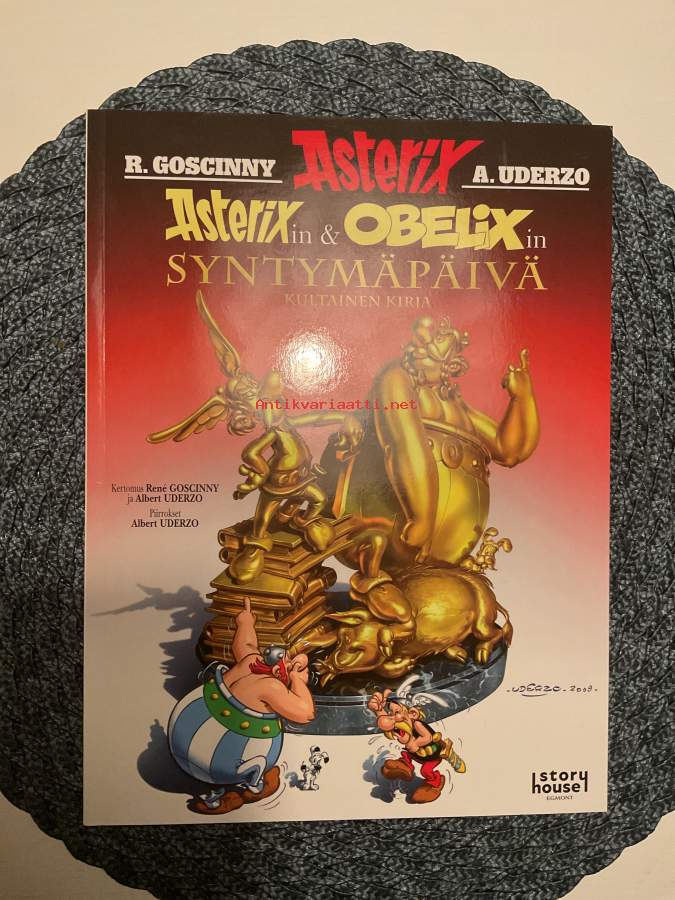 R. GOSCINNY Asterix A. UDERZO
Asterixin & OBELiXin
SYNTYMÄPÄIVÄ
KULTAINEN KIRJA
Antikvariaatti.net
Kertomus René GOSCINNY
ja Albert UDERZO
Piirrokset
Albert UDERZO
UDERZO. 2009.
story
house
EGMONT